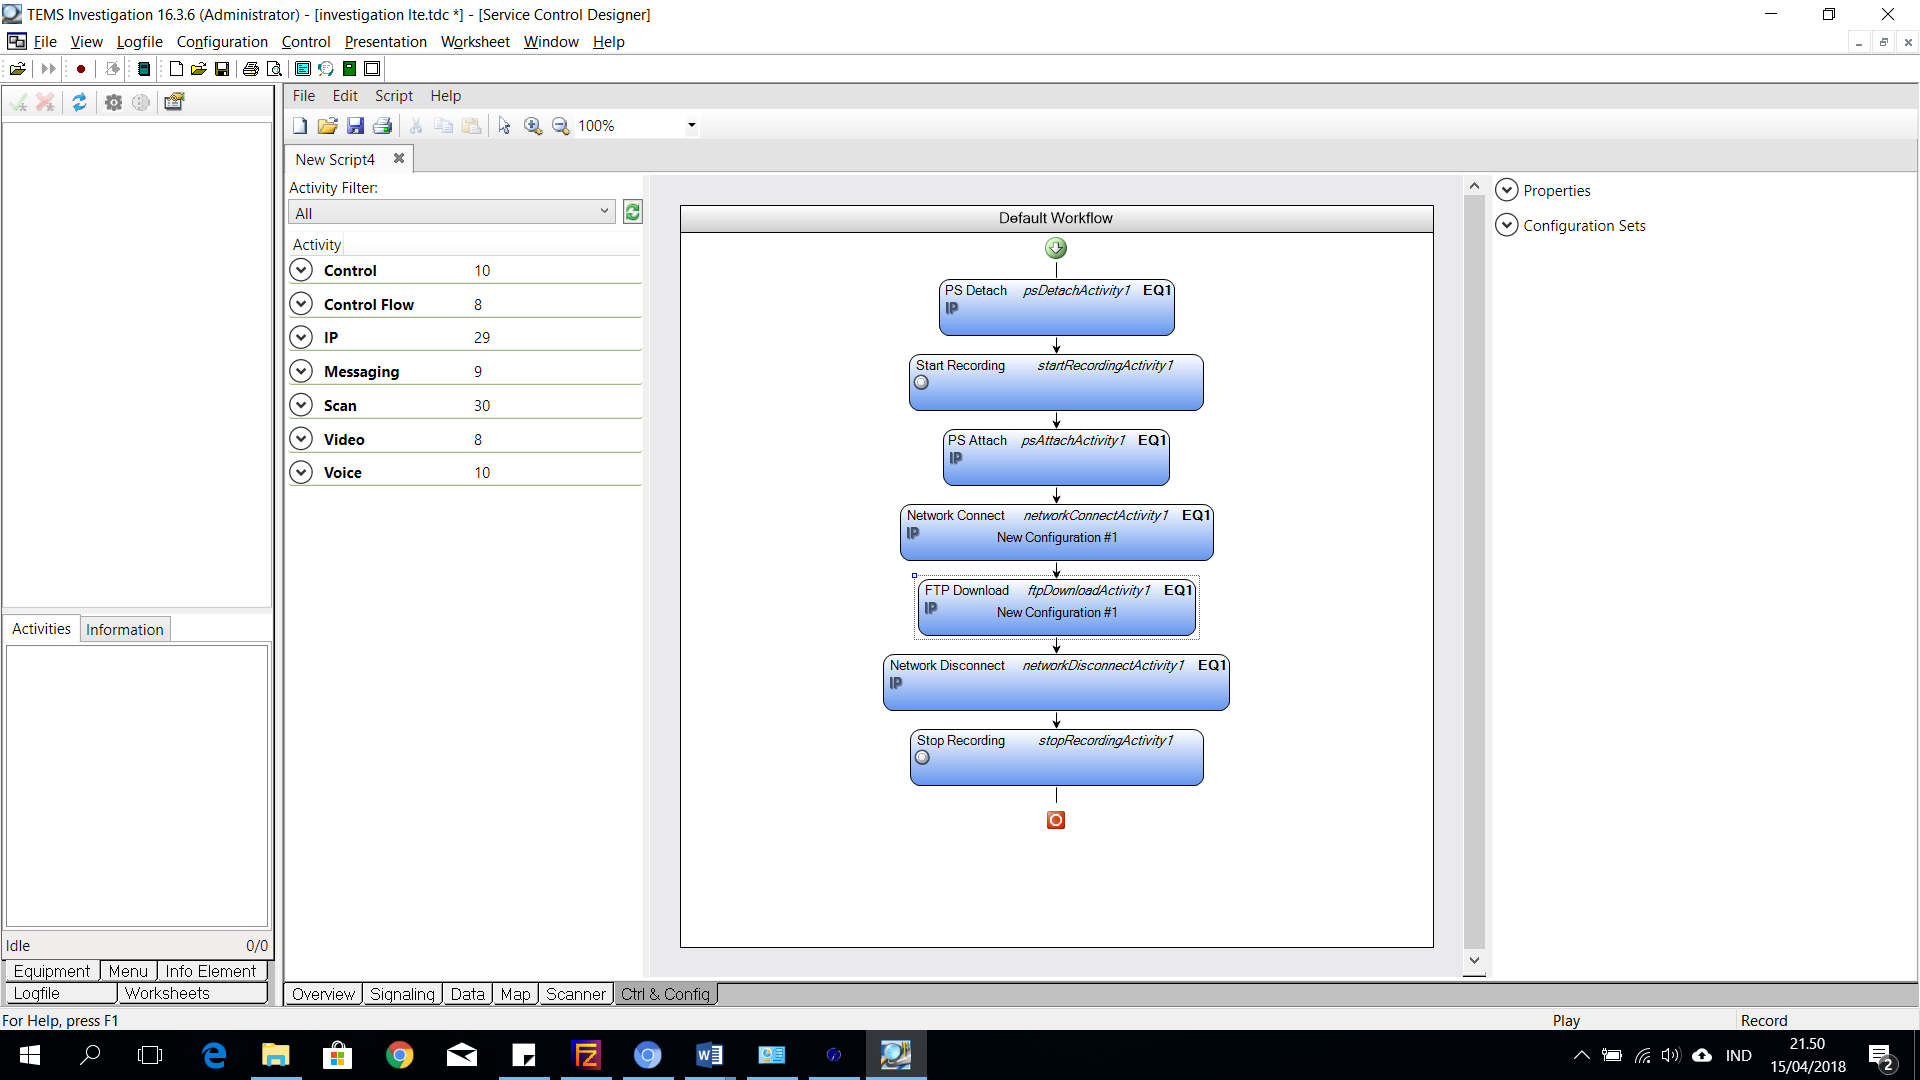 TEMS Investigation 16.3.6 (Administrator) - [investigation lte.tdc *] - [Service Control Designer]
File View Logfile Configuration Control Presentation Worksheet Window Help
File Edit Script Help
100%
New Script4
Activity Filter:
All
Activity
Control 10
Control Flow 8
IP 29
Messaging 9
Scan 30
Video 8
Voice 10
Default Workflow
PS Detach psDetachActivity1 EQ1
IP
Start Recording startRecordingActivity1
PS Attach psAttachActivity1 EQ1
IP
Network Connect networkConnectActivity1 EQ1
IP New Configuration #1
FTP Download ftpDownloadActivity1 EQ1
IP New Configuration #1
Network Disconnect networkDisconnectActivity1 EQ1
IP
Stop Recording stopRecordingActivity1
Properties
Configuration Sets
Activities Information
Idle 0/0
Equipment Menu Info Element
Logfile Worksheets
Overview Signaling Data Map Scanner Ctrl & Config
For Help, press F1
Play Record
IND
21.50
15/04/2018
2